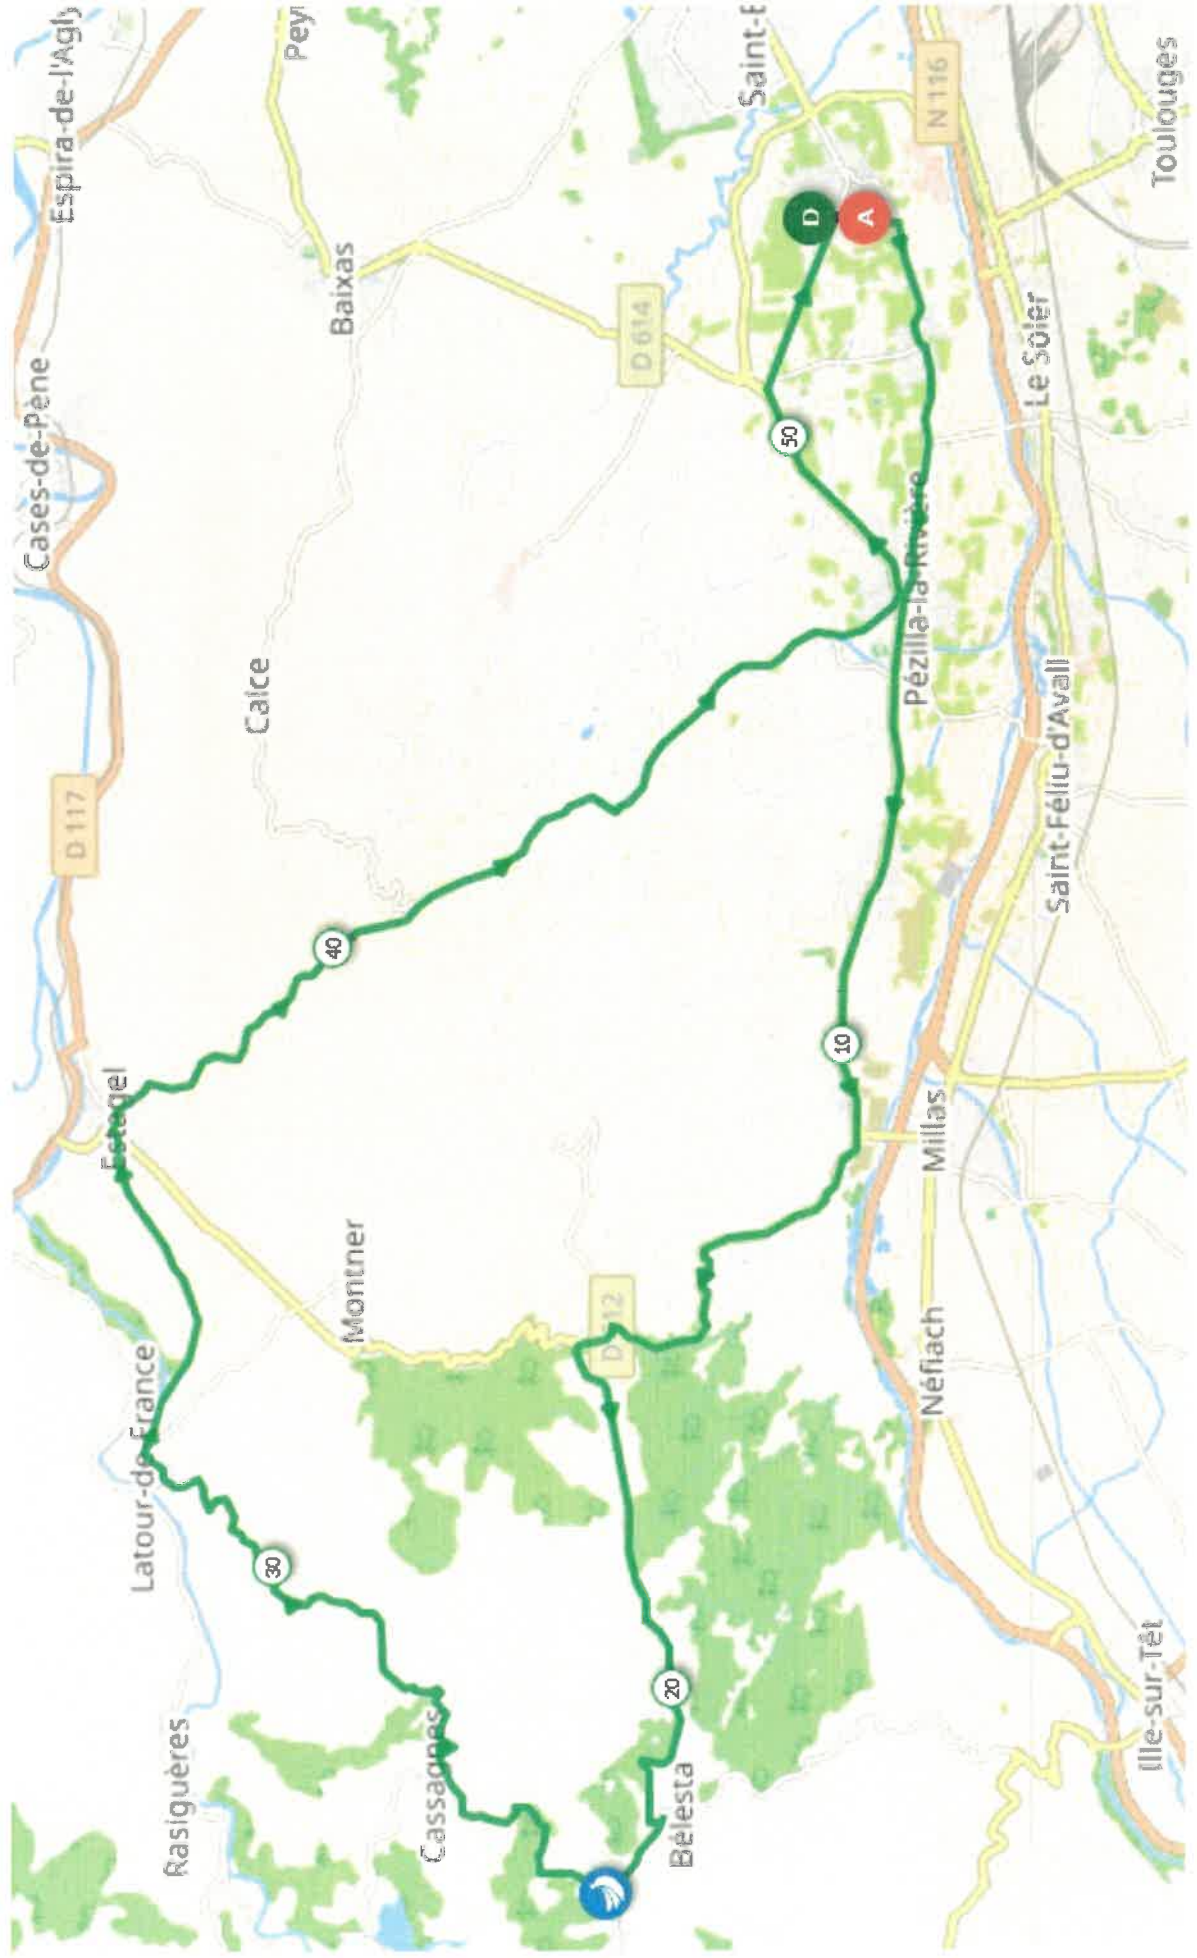 Cases-de-Pène
Espira-de-l'Agly
D 117
Estagel
Latour-de-France
Rasiguères
Calce
30
Pey
40
Baixas
Montner
Cassagnes
D 614
20
Bélesta
Saint-E
50
D
10
A
Pézilla-la-Rivière
Néfiach
Millas
N 116
Le Soler
Saint-Féliu-d'Avall
Ille-sur-Têt
Toulouges